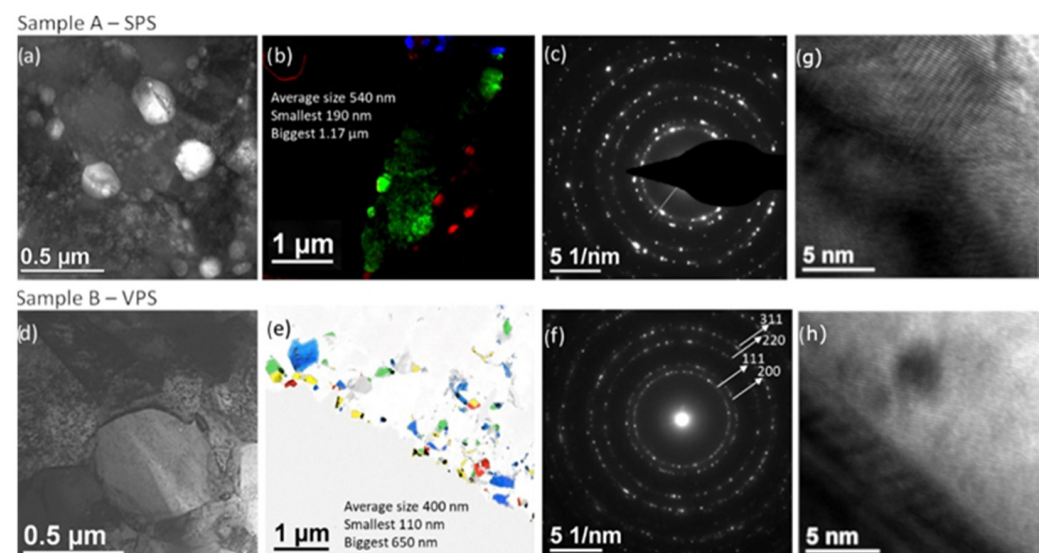 Sample A – SPS
(a)
0.5 µm
(b)
Average size 540 nm
Smallest 190 nm
Biggest 1.17 µm
1 µm
(c)
5 1/nm
(g)
5 nm
Sample B – VPS
(d)
0.5 µm
(e)
Average size 400 nm
Smallest 110 nm
Biggest 650 nm
1 µm
(f)
311
220
111
200
5 1/nm
(h)
5 nm